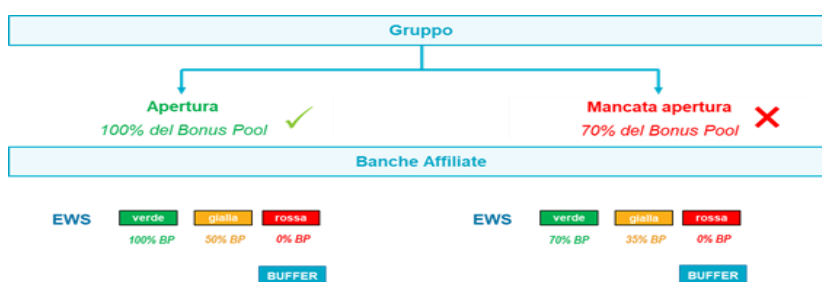 Gruppo
Apertura
100% del Bonus Pool
Mancata apertura
70% del Bonus Pool
Banche Affiliate
EWS verde gialla rossa
100% BP 50% BP 0% BP
BUFFER
EWS verde gialla rossa
70% BP 35% BP 0% BP
BUFFER